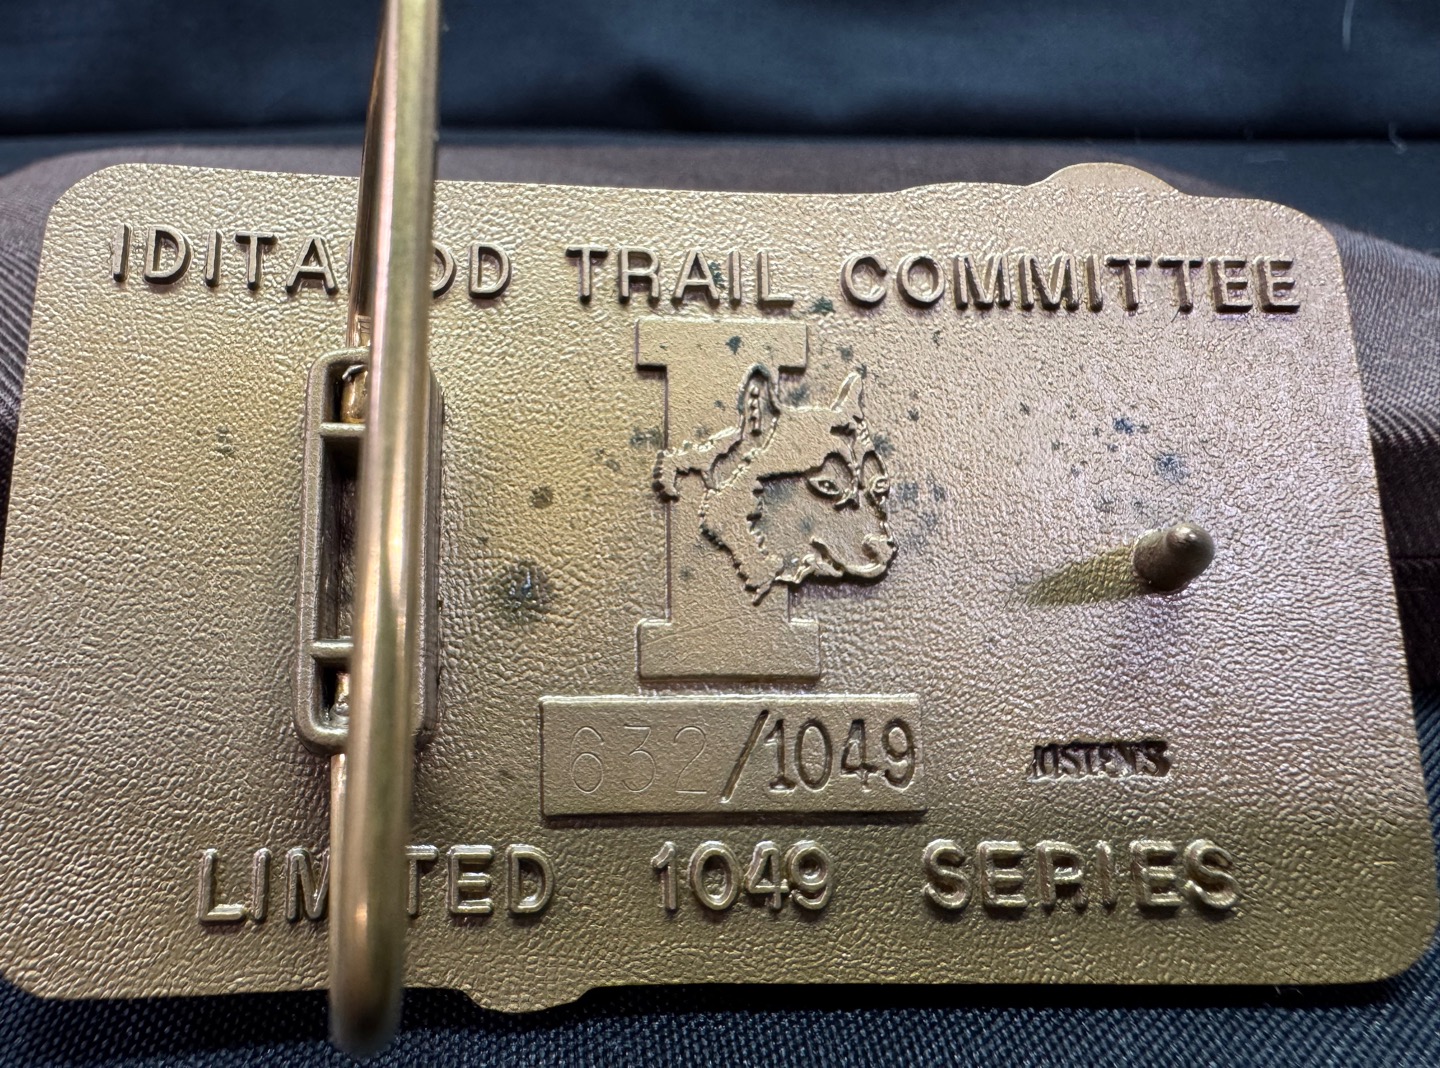 IDITAROD TRAIL COMMITTEE
I
632/1049
JOSTENS
LIMITED 1049 SERIES